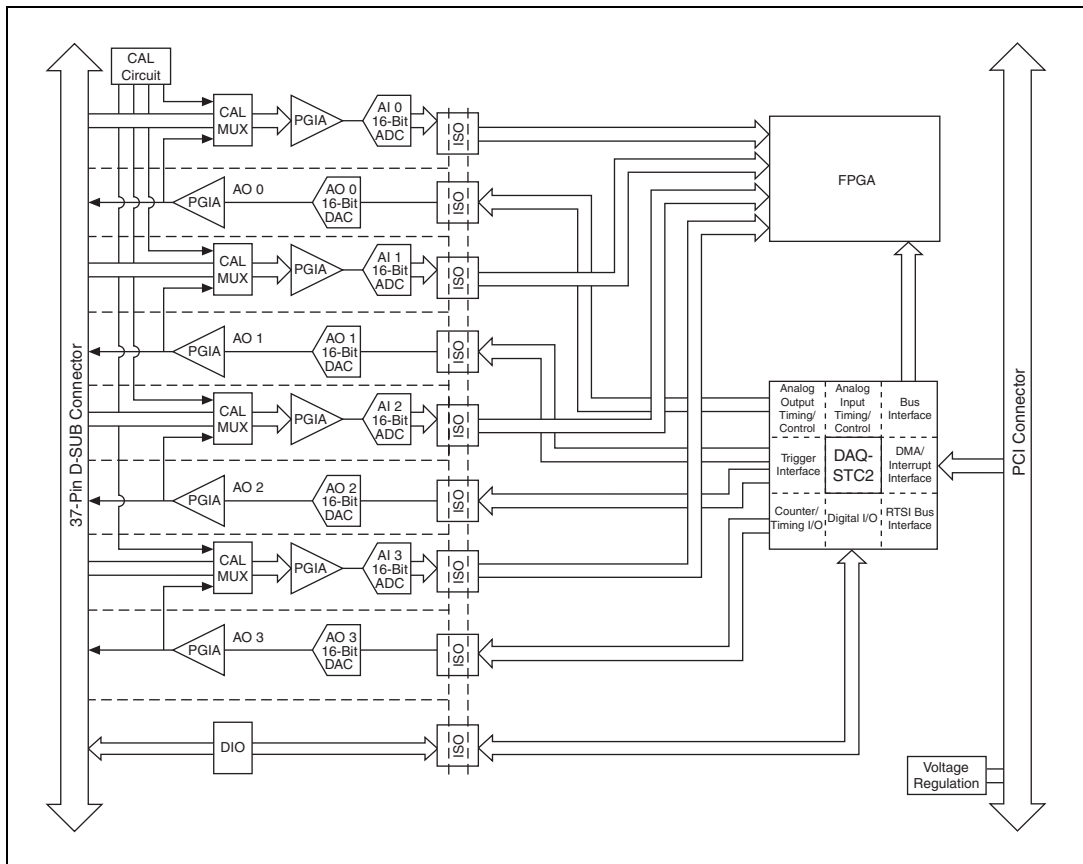 CAL
Circuit
CAL
MUX
PGIA
AI 0
16-Bit
ADC
ISO
FPGA
PGIA
AO 0
AO 0
16-Bit
DAC
ISO
CAL
MUX
PGIA
AI 1
16-Bit
ADC
ISO
PGIA
AO 1
AO 1
16-Bit
DAC
ISO
CAL
MUX
PGIA
AI 2
16-Bit
ADC
ISO
PGIA
AO 2
AO 2
16-Bit
DAC
ISO
CAL
MUX
PGIA
AI 3
16-Bit
ADC
ISO
PGIA
AO 3
AO 3
16-Bit
DAC
ISO
DIO
ISO
37-Pin D-SUB Connector
Analog
Output
Timing/
Control
Analog
Input
Timing/
Control
Bus
Interface
Trigger
Interface
DAQ-
STC2
DMA/
Interrupt
Interface
Counter/
Timing I/O
Digital I/O
RTSI Bus
Interface
PCI Connector
Voltage
Regulation